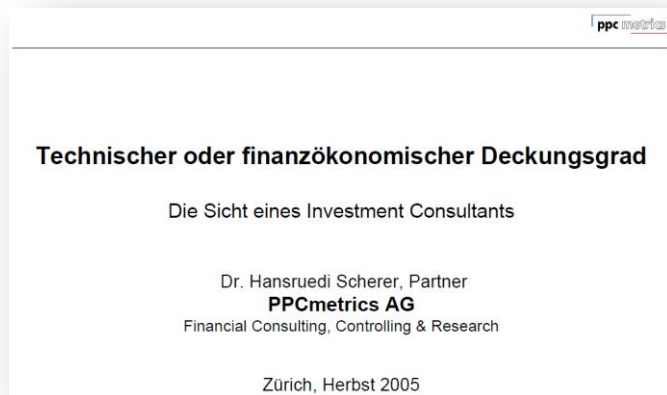 ppc metrics
Technischer oder finanzökonomischer Deckungsgrad
Die Sicht eines Investment Consultants
Dr. Hansruedi Scherer, Partner
PPCmetrics AG
Financial Consulting, Controlling & Research
Zürich, Herbst 2005